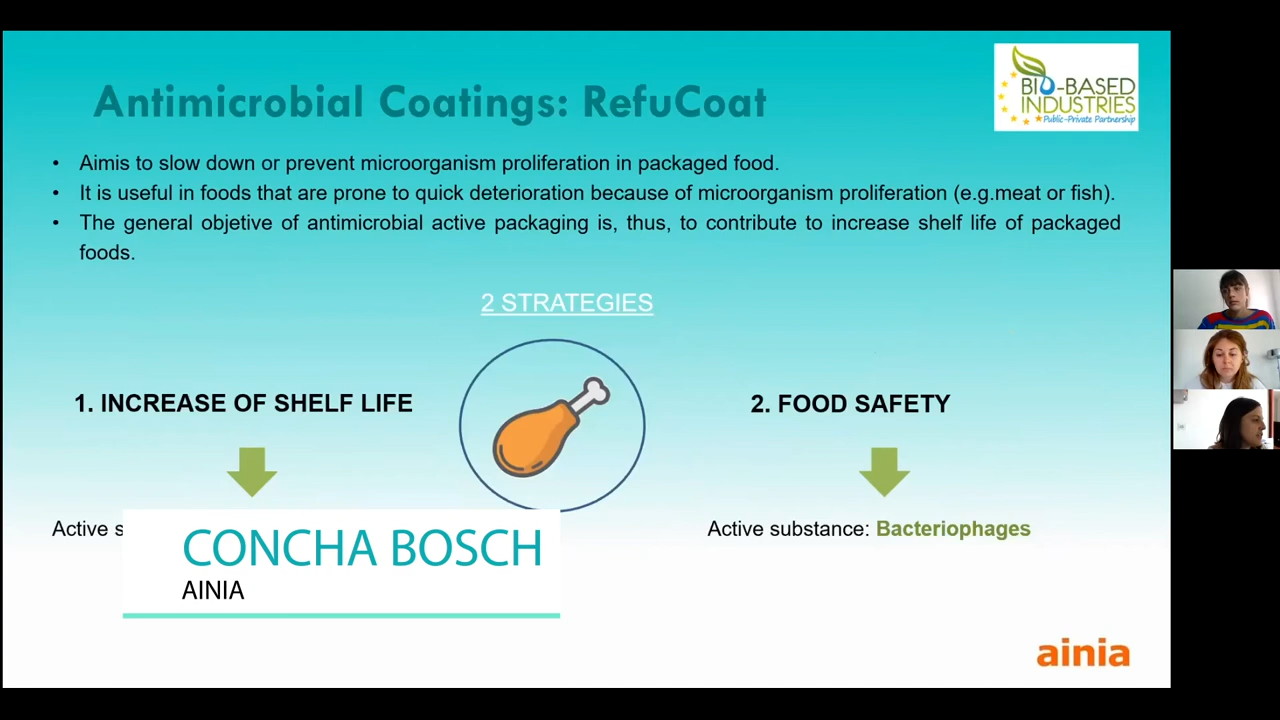 Antimicrobial Coatings: RefuCoat
BIO-BASED
INDUSTRIES
Public-Private Partnership
• Aimis to slow down or prevent microorganism proliferation in packaged food.
• It is useful in foods that are prone to quick deterioration because of microorganism proliferation (e.g.meat or fish).
• The general objetive of antimicrobial active packaging is, thus, to contribute to increase shelf life of packaged
foods.
2 STRATEGIES
1. INCREASE OF SHELF LIFE
2. FOOD SAFETY
Active s
Active substance: Bacteriophages
CONCHA BOSCH
AINIA
ainia